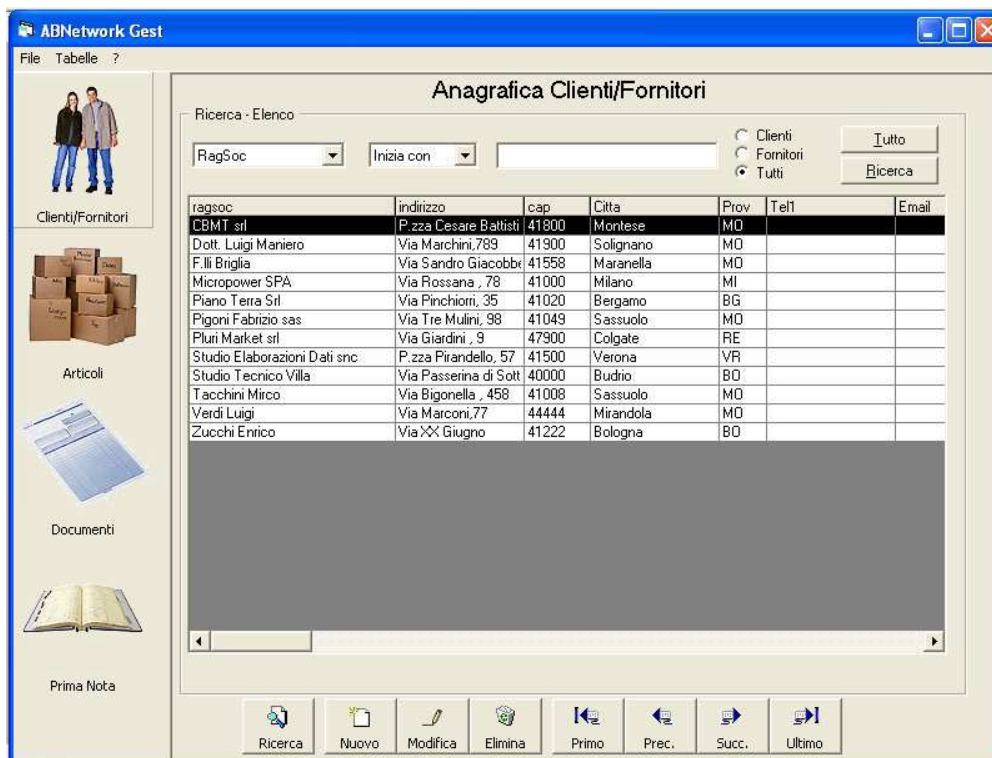 ABNetwork Gest
File Tabelle ?
Anagrafica Clienti/Fornitori
Ricerca - Elenco
RagSoc Inizia con
Clienti
Fornitori
Tutti
Tutto
Ricerca
ragsoc indirizzo cap Citta Prov Tel1 Email
CBMT srl P.zza Cesare Battisti 41800 Montese MO
Dott. Luigi Maniero Via Marchini,789 41900 Solignano MO
F.lli Briglia Via Sandro Giacobbe 41558 Maranella MO
Micropower SPA Via Rossana , 78 41000 Milano MI
Piano Terra Srl Via Pinchiorri, 35 41020 Bergamo BG
Pigoni Fabrizio sas Via Tre Mulini, 98 41049 Sassuolo MO
Pluri Market srl Via Giardini , 9 47900 Colgate RE
Studio Elaborazioni Dati snc P.zza Pirandello, 57 41500 Verona VR
Studio Tecnico Villa Via Passerina di Sott 40000 Budrio BO
Tacchini Mirco Via Bigonella , 458 41008 Sassuolo MO
Verdi Luigi Via Marconi,77 44444 Mirandola MO
Zucchi Enrico Via XX Giugno 41222 Bologna BO
Clienti/Fornitori
Articoli
Documenti
Prima Nota
Ricerca Nuovo Modifica Elimina Primo Prec. Succ. Ultimo